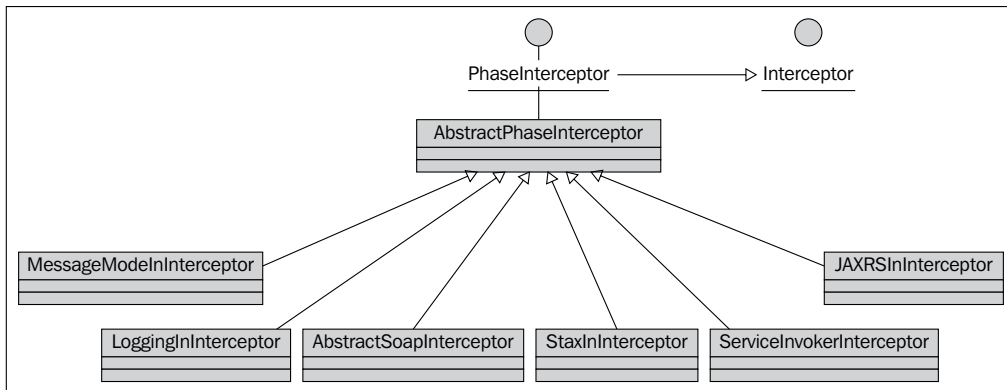 PhaseInterceptor
Interceptor
AbstractPhaseInterceptor
MessageModeInInterceptor
JAXRSInInterceptor
LoggingInInterceptor
AbstractSoapInterceptor
StaxInInterceptor
ServiceInvokerInterceptor